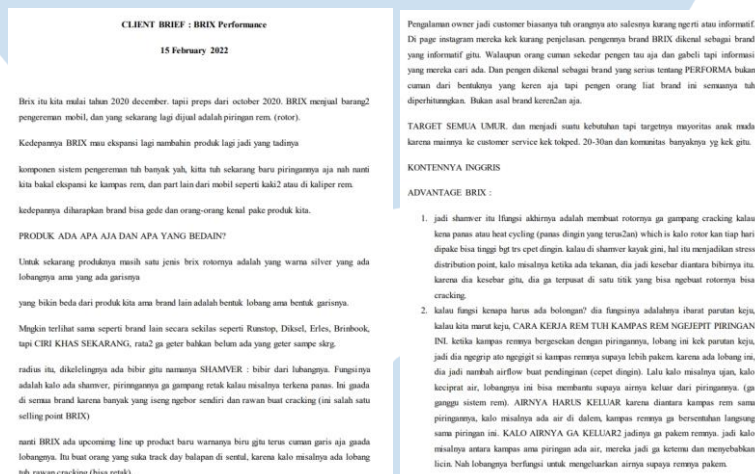 CLIENT BRIEF : BRIX Performance
15 February 2022
Brix itu kita mulai tahun 2020 december. tapii preps dari october 2020. BRIX menjual barang2
pengereman mobil, dan yang sekarang lagi dijual adalah piringan rem. (rotor).
Kedepannya BRIX mau ekspansi lagi nambahin produk lagi jadi yang tadinya
komponen sistem pengereman tuh banyak yah, kitta tuh sekarang baru piringannya aja nah nanti
kita bakal ekspansi ke kampas rem, dan part lain dari mobil seperti kaki2 atau di kaliper rem.
kedepannya diharapkan brand bisa gede dan orang-orang kenal pake produk kita.
PRODUK ADA APA AJA DAN APA YANG BEDAIN?
Untuk sekarang produknya masih satu jenis brix rotornya adalah yang warna silver yang ada
lobangnya ama yang ada garisnya
yang bikin beda dari produk kita ama brand lain adalah bentuk lobang ama bentuk garisnya.
Mngkin terlihat sama seperti brand lain secara sekilas seperti Runstop, Diksel, Erles, Brinbook,
tapi CIRI KHAS SEKARANG, rata2 ga geter bahkan belum ada yang geter sampe skrg.
radius itu, dikelelingnya ada bibir gitu namanya SHAMVER : bibir dari lubangnya. Fungsinya
adalah kalo ada shamver, pirinngannya ga gampang retak kalau misalnya terkena panas. Ini gaada
di semua brand karena banyak yang iseng ngebor sendiri dan rawan buat cracking (ini salah satu
selling point BRIX)
nanti BRIX ada upcoming line up product baru warnanya biru gitu terus cuman garis aja gaada
lobangnya. Itu buat orang yang suka track day balapan di sentul, karena kalo misalnya ada lobang
tuh rawan cracking (bisa retak)
Pengalaman owner jadi customer biasanya tuh orangnya ato salesnya kurang ngerti atau informatif.
Di page instagram mereka kek kurang penjelasan. pengennya brand BRIX dikenal sebagai brand
yang informatif gitu. Walaupun orang cuman sekedar pengen tau aja dan gabeli tapi informasi
yang mereka cari ada. Dan pengen dikenal sebagai brand yang serius tentang PERFORMA bukan
cuman dari bentuknya yang keren aja tapi pengen orang liat brand ini semuanya tuh
diperhitunngkan. Bukan asal brand keren2an aja.
TARGET SEMUA UMUR. dan menjadi suatu kebutuhan tapi targetnya mayoritas anak muda
karena mainnya ke customer service kek tokped. 20-30an dan komunitas banyaknya yg kek gitu.
KONTENNYA INGGRIS
ADVANTAGE BRIX :
1. jadi shamver itu lfungsi akhirnya adalah membuat rotornya ga gampang cracking kalau
kena panas atau heat cycling (panas dingin yang terus2an) which is kalo rotor kan tiap hari
dipake bisa tinggi bgt trs cpet dingin. kalau di shamver kayak gini, hal itu menjadikan stress
distribution point, kalo misalnya ketika ada tekanan, dia jadi kesebar diantara bibirnya itu.
karena dia kesebar gitu, dia ga terpusat di satu titik yang bisa ngebuat rotornya bisa
cracking.
2. kalau fungsi kenapa harus ada bolongan? dia fungsinya adalahnya ibarat parutan keju,
kalau kita marut keju, CARA KERJA REM TUH KAMPAS REM NGEJEPIT PIRINGAN
INI. ketika kampas remnya bergesekan dengan piringannya, lobang ini kek parutan keju,
jadi dia ngegrip ato ngegigit si kampas remnya supaya lebih pakem. karena ada lobang ini,
dia jadi nambah airflow buat pendinginan (cepet dingin). Lalu kalo misalnya ujan, kalo
keciprat air, lobangnya ini bisa membantu supaya airnya keluar dari piringannya. (ga
ganggu sistem rem). AIRNYA HARUS KELUAR karena diantara kampas rem sama
piringannya, kalo misalnya ada air di dalem, kampas remnya ga bersentuhan langsung
sama piringan ini. KALO AIRNYA GA KELUAR2 jadinya ga pakem remnya. jadi kalo
misalnya antara kampas ama piringan ada air, mereka jadi ga ketemu dan menyebabkan
licin. Nah lobangnya berfungsi untuk mengeluarkan airnya supaya remnya pakem.